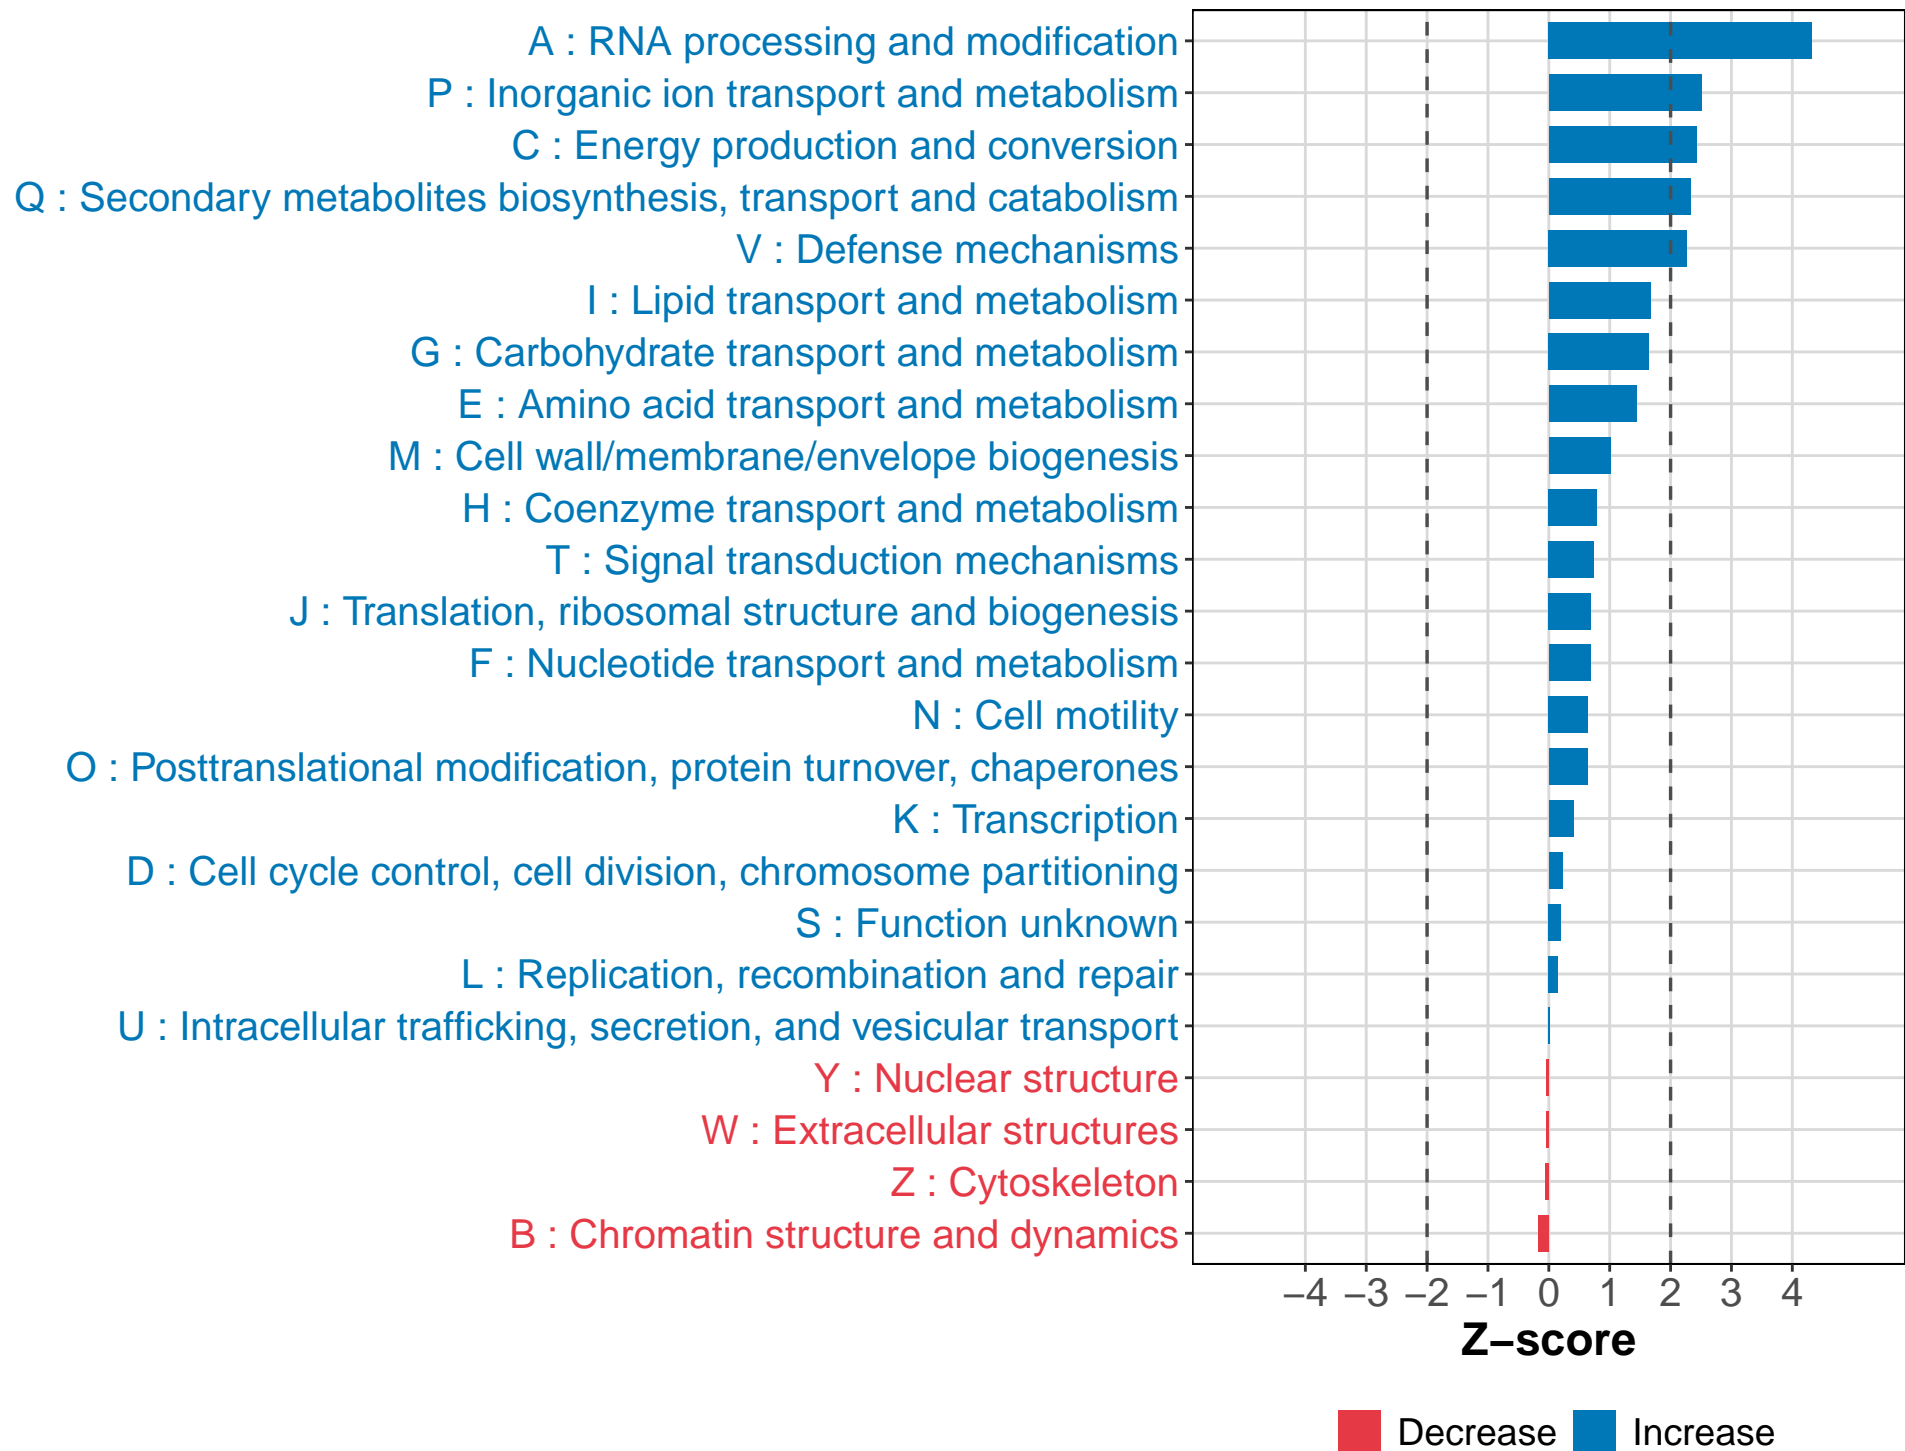 A : RNA processing and modification
P : Inorganic ion transport and metabolism
C : Energy production and conversion
Q : Secondary metabolites biosynthesis, transport and catabolism
V : Defense mechanisms
I : Lipid transport and metabolism
G : Carbohydrate transport and metabolism
E : Amino acid transport and metabolism
M : Cell wall/membrane/envelope biogenesis
H : Coenzyme transport and metabolism
T : Signal transduction mechanisms
J : Translation, ribosomal structure and biogenesis
F : Nucleotide transport and metabolism
N : Cell motility
O : Posttranslational modification, protein turnover, chaperones
K : Transcription
D : Cell cycle control, cell division, chromosome partitioning
S : Function unknown
L : Replication, recombination and repair
U : Intracellular trafficking, secretion, and vesicular transport
Y : Nuclear structure
W : Extracellular structures
Z : Cytoskeleton
B : Chromatin structure and dynamics
−4 −3 −2 −1 0 1 2 3 4
Z−score
Decrease Increase